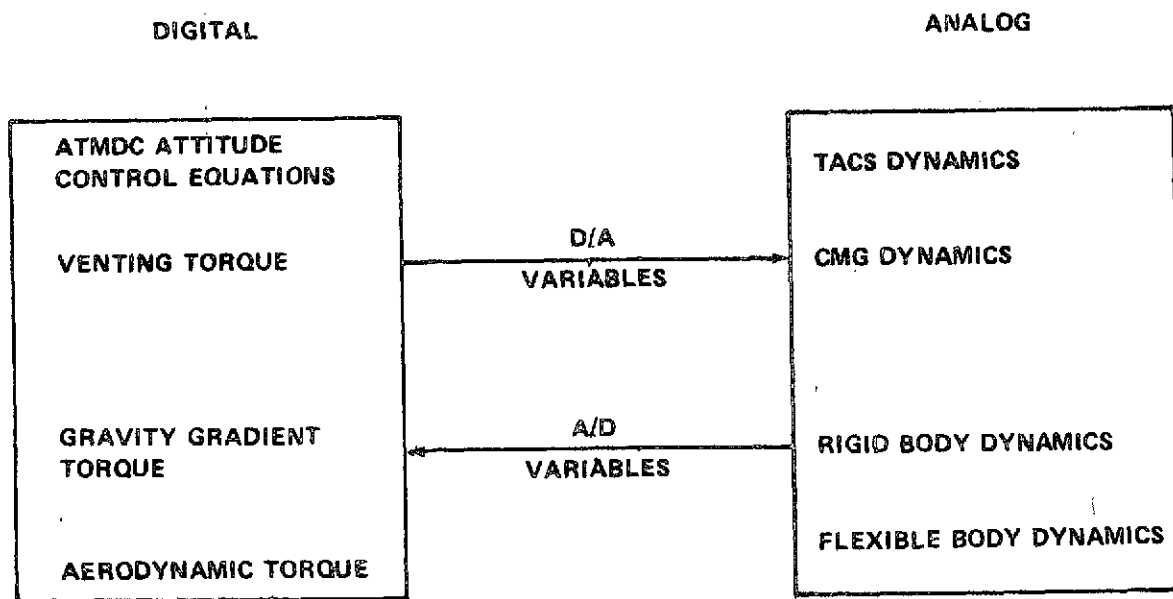 DIGITAL
ANALOG
ATMDC ATTITUDE
CONTROL EQUATIONS
VENTING TORQUE
GRAVITY GRADIENT
TORQUE
AERODYNAMIC TORQUE
D/A
VARIABLES
A/D
VARIABLES
TACS DYNAMICS
CMG DYNAMICS
RIGID BODY DYNAMICS
FLEXIBLE BODY DYNAMICS